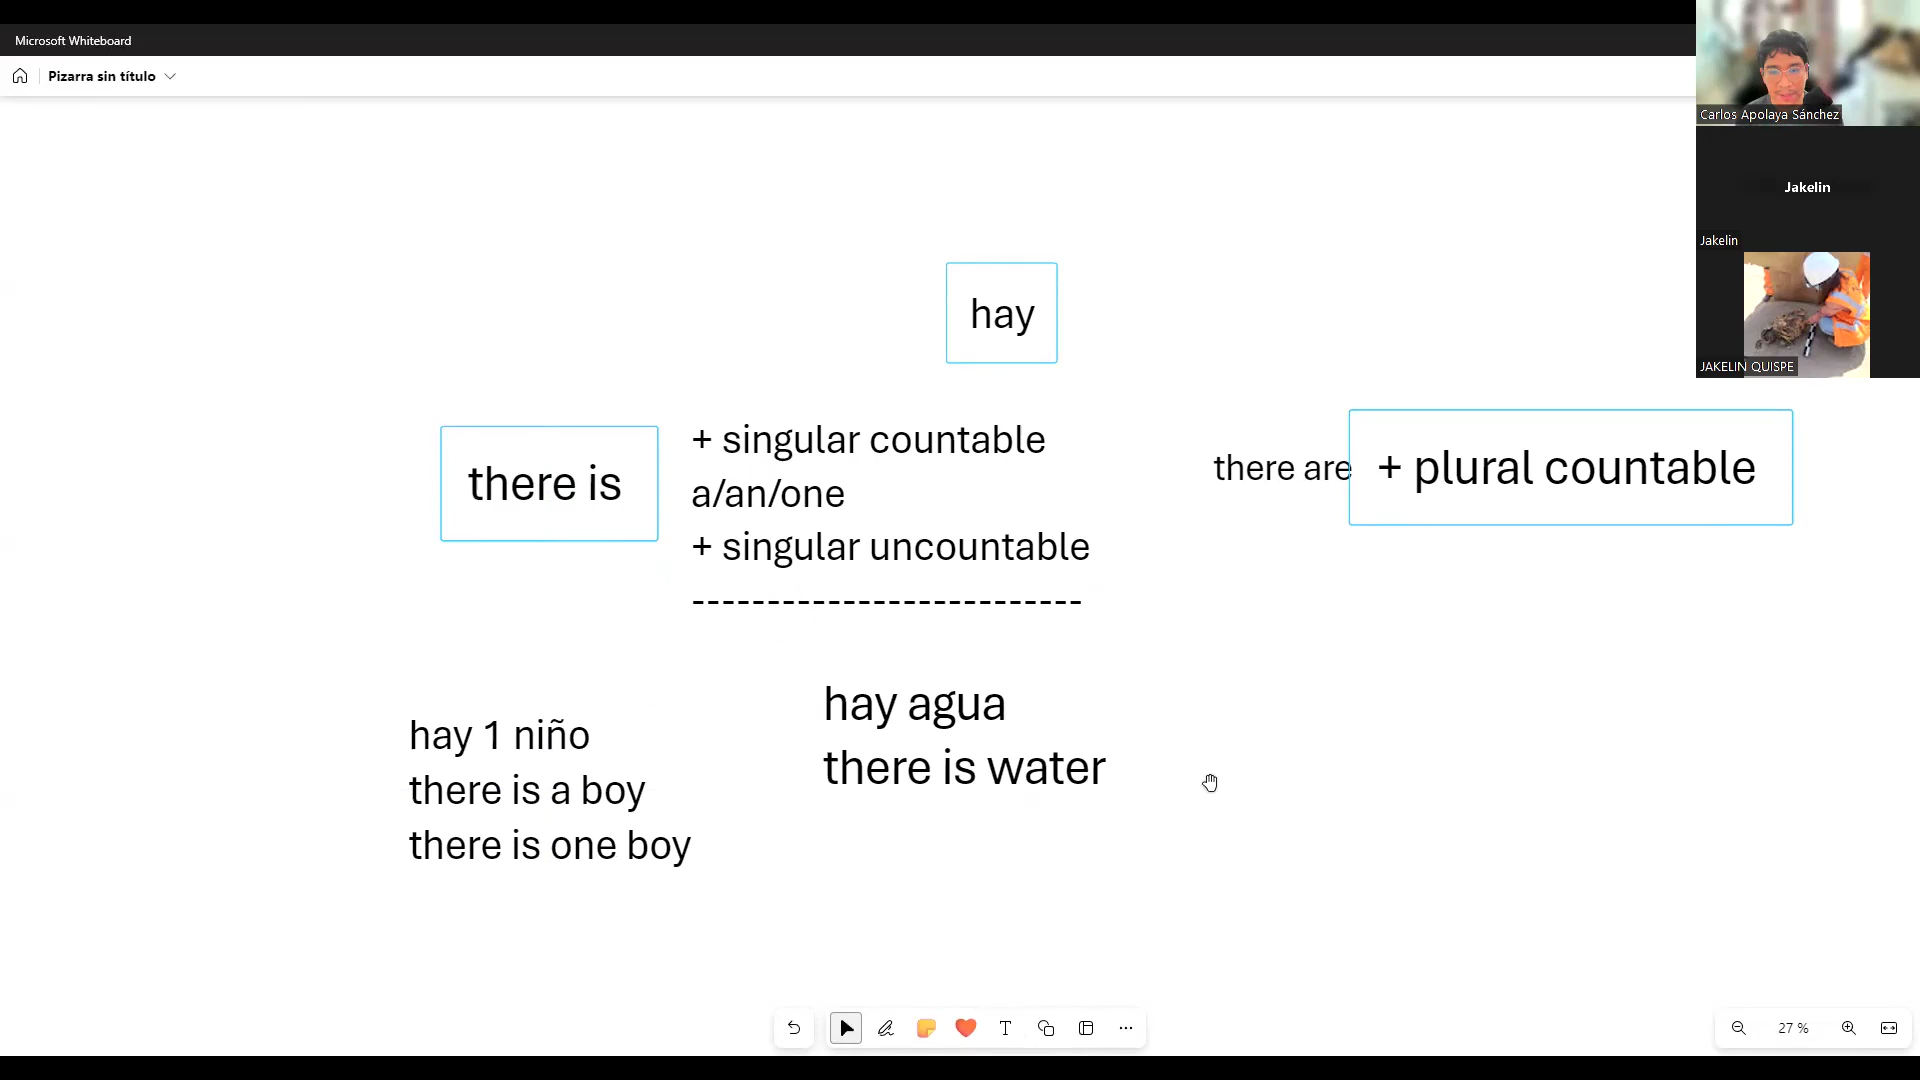 Microsoft Whiteboard
Pizarra sin título
Carlos Apolaya Sánchez
Jakelin
Jakelin
JAKELIN QUISPE
hay
there is
+ singular countable
a/an/one
+ singular uncountable
--------------------------
there are
+ plural countable
hay 1 niño
there is a boy
there is one boy
hay agua
there is water
27 %